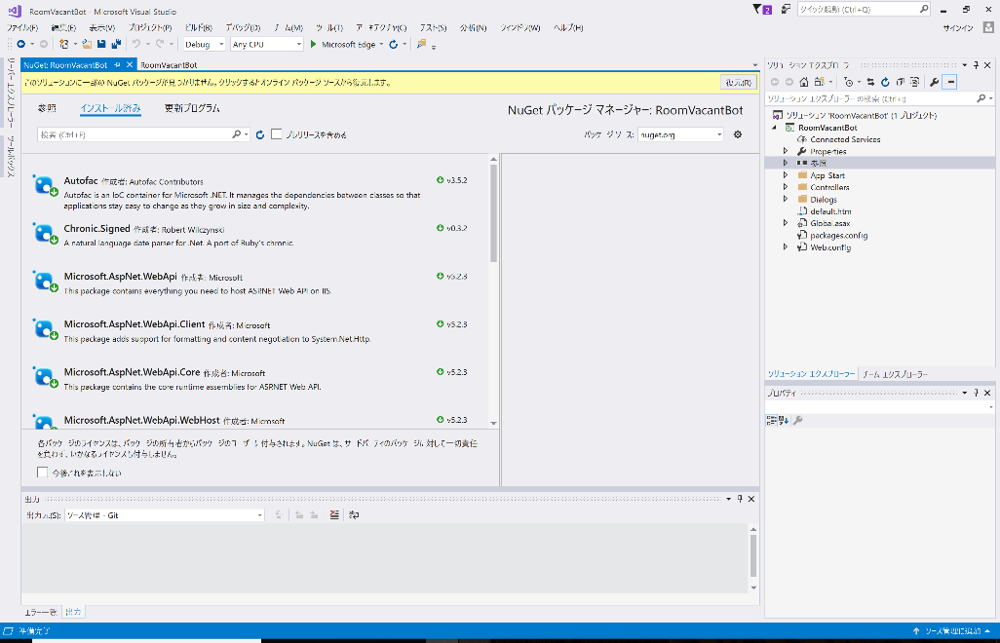 RoomVacantBot - Microsoft Visual Studio
2
クイック起動 (Ctrl+Q)
ファイル(F) 編集(E) 表示(V) プロジェクト(P) ビルド(B) デバッグ(D) チーム(M) ツール(T) アーキテクチャ(C) テスト(S) 分析(N) ウィンドウ(W) ヘルプ(H)
サインイン
Debug Any CPU Microsoft Edge
サーバー エクスプローラー
ツールボックス
NuGet: RoomVacantBot RoomVacantBot
このソリューションに一部の NuGet パッケージが見つかりません。クリックするとオンライン パッケージ ソースから復元します。 復元(R)
参照 インストール済み 更新プログラム
NuGet パッケージ マネージャー: RoomVacantBot
検索 (Ctrl+E) プレリリースを含める
パッケージ ソース: nuget.org
Autofac 作成者: Autofac Contributors v3.5.2
Autofac is an IoC container for Microsoft .NET. It manages the dependencies between classes so that
applications stay easy to change as they grow in size and complexity.
Chronic.Signed 作成者: Robert Wilczynski v0.3.2
A natural language date parser for .Net. A port of Ruby's chronic.
Microsoft.AspNet.WebApi 作成者: Microsoft v5.2.3
This package contains everything you need to host ASP.NET Web API on IIS.
Microsoft.AspNet.WebApi.Client 作成者: Microsoft v5.2.3
This package adds support for formatting and content negotiation to System.Net.Http.
Microsoft.AspNet.WebApi.Core 作成者: Microsoft v5.2.3
This package contains the core runtime assemblies for ASP.NET Web API.
Microsoft.AspNet.WebApi.WebHost 作成者: Microsoft v5.2.3
各パッケージのライセンスは、パッケージの所有者からパッケージのユーザーに付与されます。NuGet は、サードパーティのパッケージに対して一切責任
を負わず、いかなるライセンスも付与しません。
今後これを表示しない
出力
出力元(S): ソース管理 - Git
エラー一覧 出力
ソリューション エクスプローラー
ソリューション エクスプローラー の検索 (Ctrl+;)
ソリューション 'RoomVacantBot' (1 プロジェクト)
RoomVacantBot
Connected Services
Properties
参照
App_Start
Controllers
Dialogs
default.htm
Global.asax
packages.config
Web.config
ソリューション エクスプローラー チーム エクスプローラー
プロパティ
準備完了
ソース管理に追加